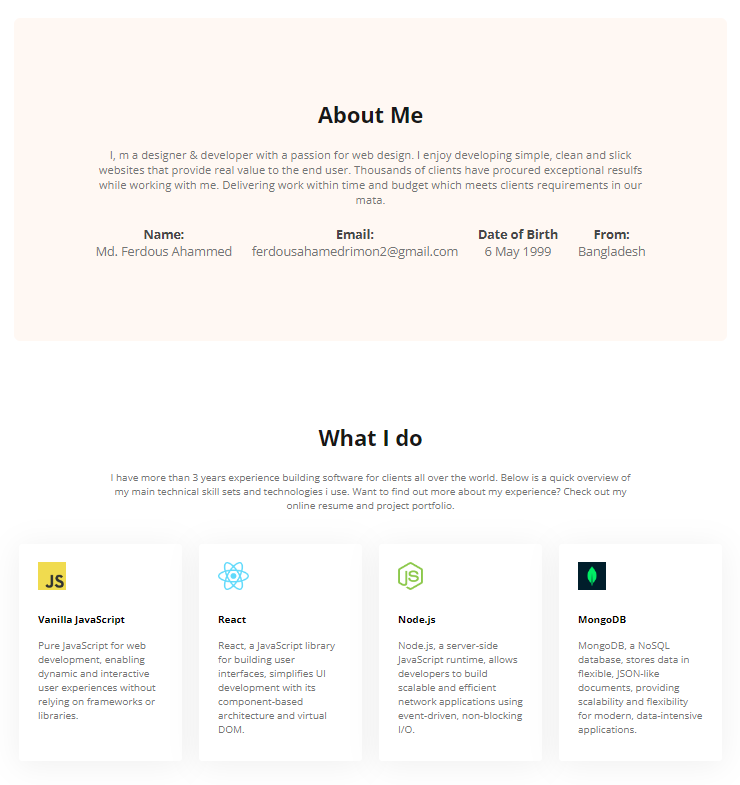 About Me
I, m a designer & developer with a passion for web design. I enjoy developing simple, clean and slick
websites that provide real value to the end user. Thousands of clients have procured exceptional resulfs
while working with me. Delivering work within time and budget which meets clients requirements in our
mata.
Name:
Md. Ferdous Ahammed
Email:
ferdousahamedrimon2@gmail.com
Date of Birth
6 May 1999
From:
Bangladesh
What I do
I have more than 3 years experience building software for clients all over the world. Below is a quick overview of
my main technical skill sets and technologies i use. Want to find out more about my experience? Check out my
online resume and project portfolio.
JS
Vanilla JavaScript
Pure JavaScript for web
development, enabling
dynamic and interactive
user experiences without
relying on frameworks or
libraries.
React
React, a JavaScript library
for building user
interfaces, simplifies UI
development with its
component-based
architecture and virtual
DOM.
JS
Node.js
Node.js, a server-side
JavaScript runtime, allows
developers to build
scalable and efficient
network applications using
event-driven, non-blocking
I/O.
MongoDB
MongoDB, a NoSQL
database, stores data in
flexible, JSON-like
documents, providing
scalability and flexibility
for modern, data-intensive
applications.